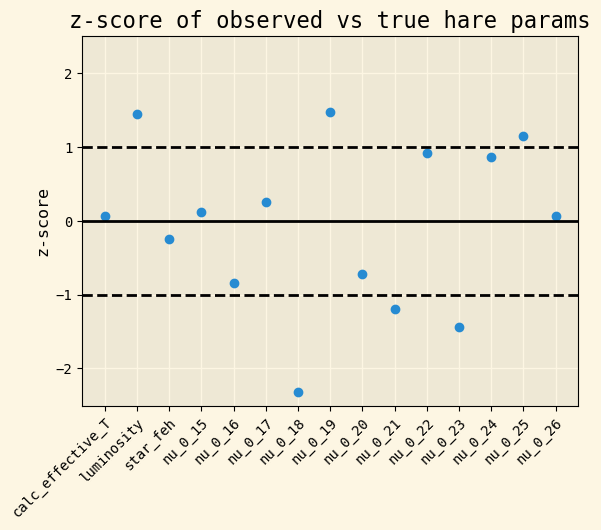 z-score of observed vs true hare params
z-score
2
1
0
−1
−2
calc_effective_T
luminosity
star_feh
nu_0_15
nu_0_16
nu_0_17
nu_0_18
nu_0_19
nu_0_20
nu_0_21
nu_0_22
nu_0_23
nu_0_24
nu_0_25
nu_0_26